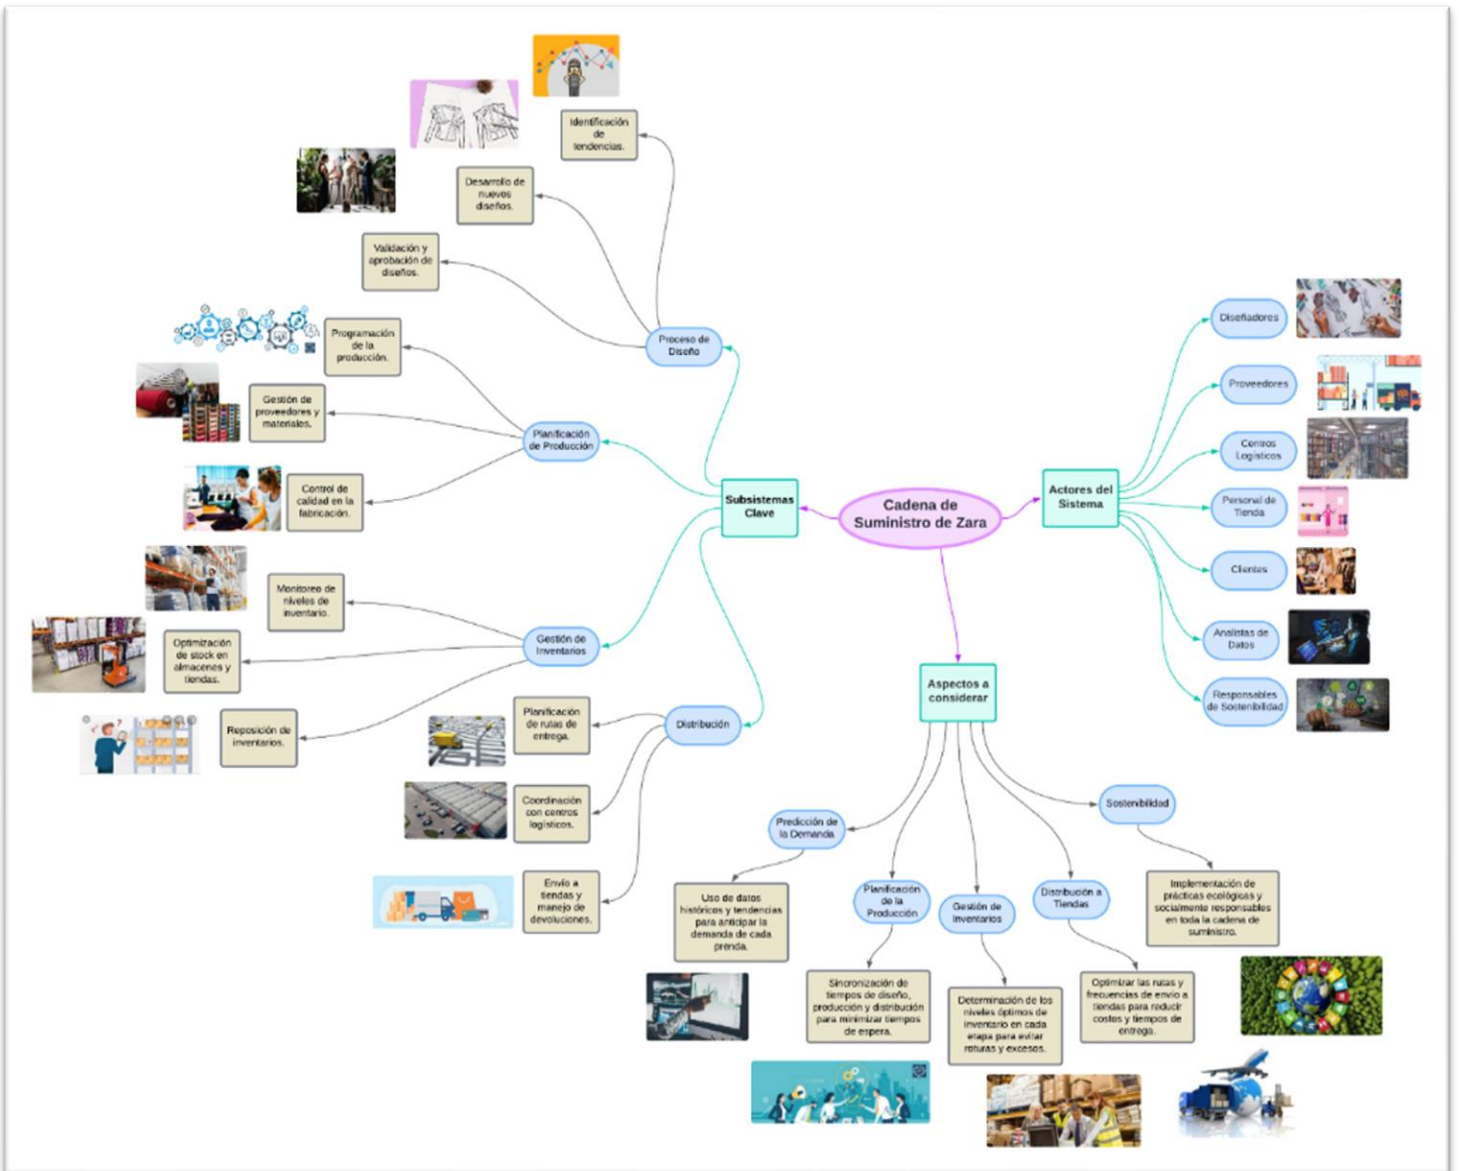 Identificación
de
tendencias.
Desarrollo de
nuevos
diseños.
Validación y
aprobación de
diseños.
Proceso de
Diseño
Programación
de la
producción.
Gestión de
proveedores y
materiales.
Control de
calidad en la
fabricación.
Planificación
de Producción
Subsistemas
Clave
Cadena de
Suministro de Zara
Monitoreo de
niveles de
inventario.
Optimización
de stock en
almacenes y
tiendas.
Reposición de
inventarios.
Gestión de
Inventarios
Planificación
de rutas de
entrega.
Coordinación
con centros
logísticos.
Envío a
tiendas y
manejo de
devoluciones.
Distribución
Actores del
Sistema
Diseñadores
Proveedores
Centros
Logísticos
Personal de
Tienda
Clientes
Analistas de
Datos
Responsables
de Sostenibilidad
Aspectos a
considerar
Predicción de
la Demanda
Uso de datos
históricos y tendencias
para anticipar la
demanda de cada
prenda.
Planificación
de la
Producción
Sincronización de
tiempos de diseño,
producción y distribución
para minimizar tiempos
de espera.
Gestión de
Inventarios
Determinación de los
niveles óptimos de
inventario en cada
etapa para evitar
roturas y excesos.
Distribución a
Tiendas
Optimizar las rutas y
frecuencias de envío a
tiendas para reducir
costos y tiempos de
entrega.
Sostenibilidad
Implementación de
prácticas ecológicas y
socialmente responsables
en toda la cadena de
suministro.